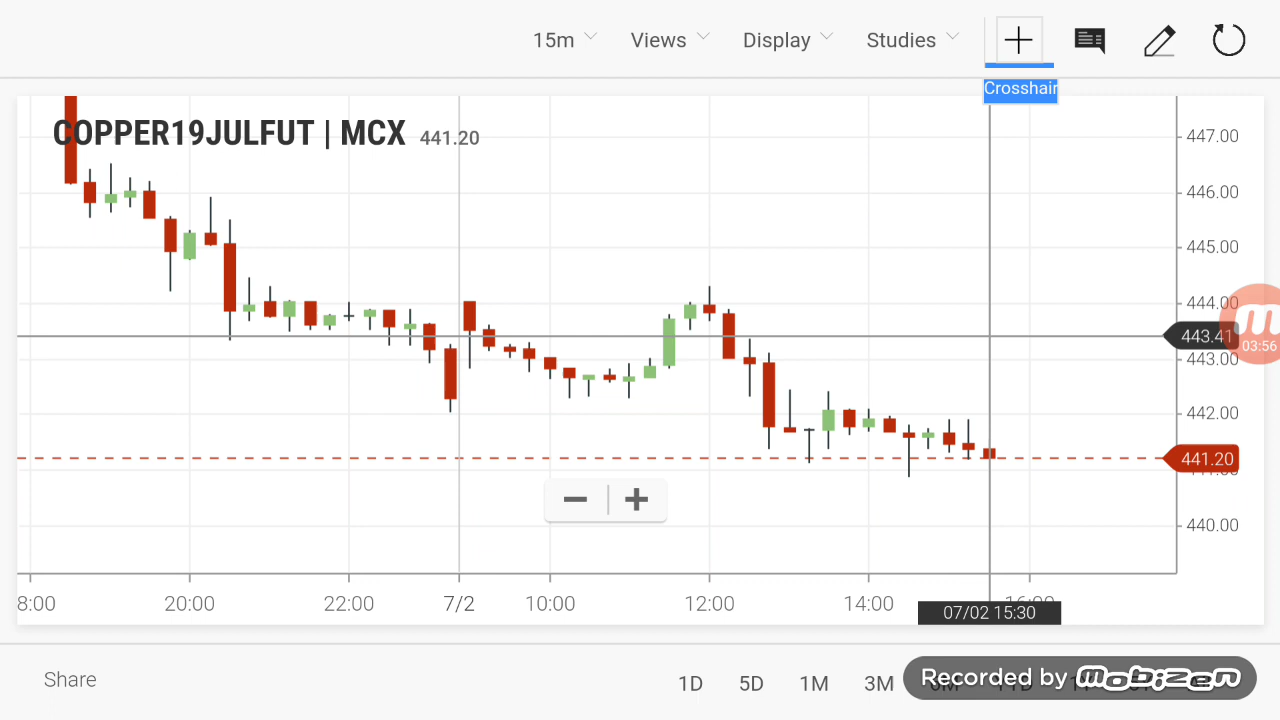 15m Views Display Studies
Crosshair
COPPER19JULFUT | MCX 441.20
447.00
446.00
445.00
444.00
443.41
03:56
443.00
442.00
441.20
440.00
8:00 20:00 22:00 7/2 10:00 12:00 14:00
07/02 15:30
Share 1D 5D 1M 3M
Recorded by mobizen